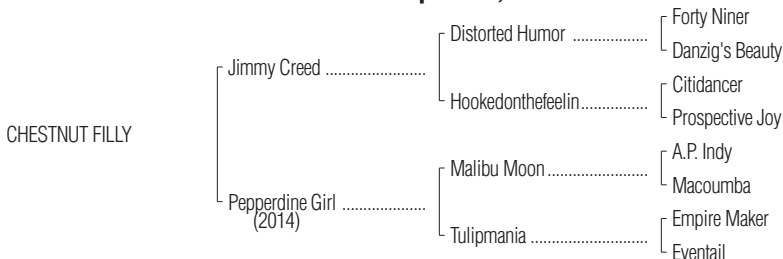 Forty Niner
Distorted Humor ..................
Danzig's Beauty
Jimmy Creed ........................
Citidancer
Hookedonthefeelin................
Prospective Joy
CHESTNUT FILLY
A.P. Indy
Malibu Moon........................
Macoumba
Pepperdine Girl ....................
(2014)
Empire Maker
Tulipmania ............................
Eventail